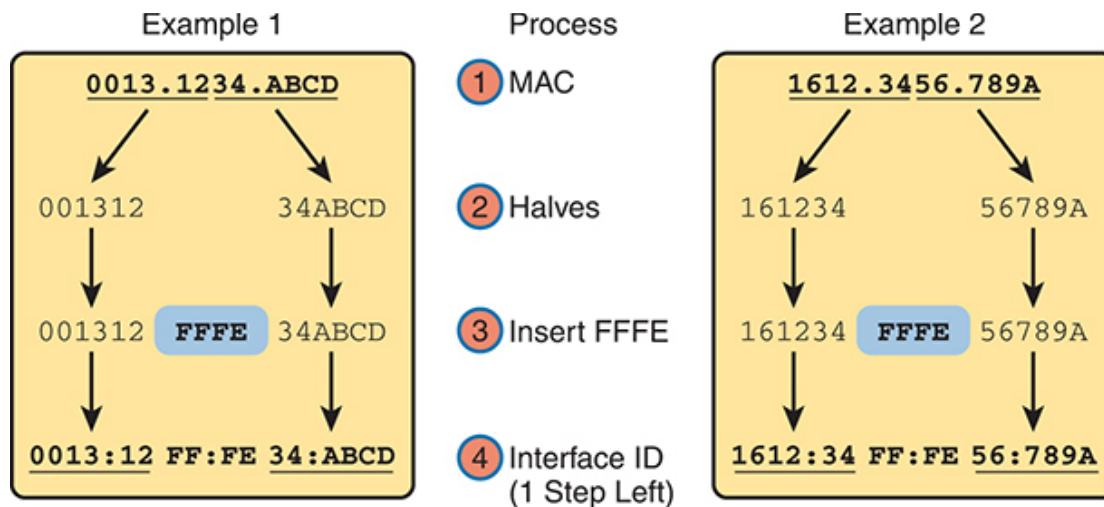 Example 1
0013.1234.ABCD
001312 34ABCD
001312 FFFE 34ABCD
0013:12 FF:FE 34:ABCD
Process
1 MAC
2 Halves
3 Insert FFFE
4 Interface ID
(1 Step Left)
Example 2
1612.3456.789A
161234 56789A
161234 FFFE 56789A
1612:34 FF:FE 56:789A